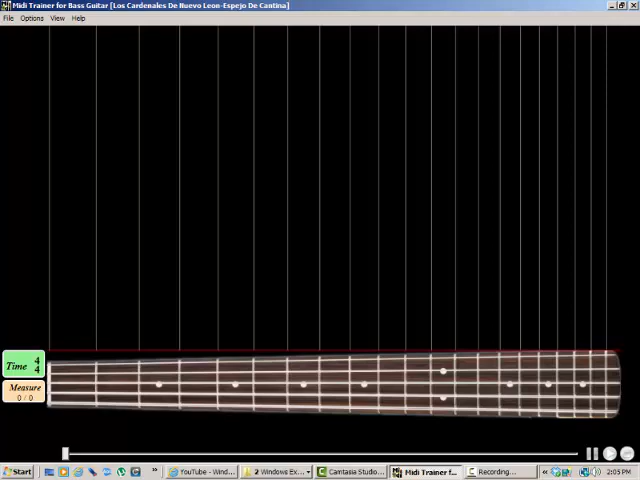 Midi Trainer for Bass Guitar [Los Cardenales De Nuevo Leon-Espejo De Cantina]
File Options View Help
Time 4 4
Measure
0 / 0
Start
YouTube - Wind...
2 Windows Ex...
Camtasia Studio...
Midi Trainer f...
Recording...
2:05 PM